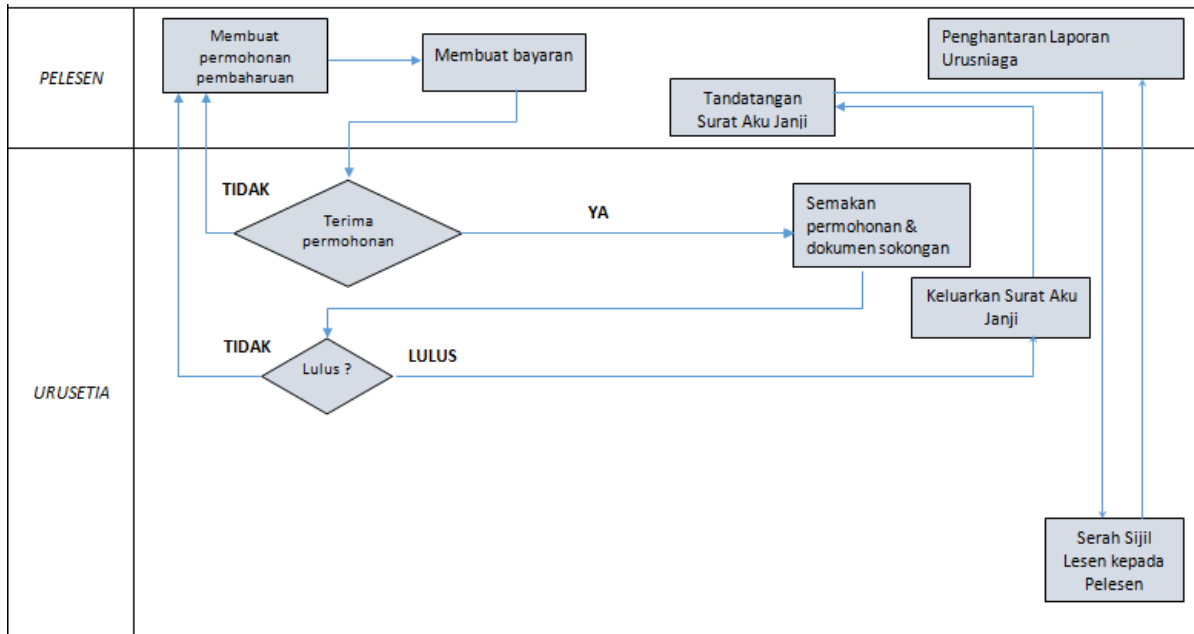 PELESEN
Membuat
permohonan
pembaharuan
Membuat bayaran
Tandatangan
Surat Aku Janji
Penghantaran Laporan
Urusniaga
URUSETIA
TIDAK
Terima
permohonan
YA
Semakan
permohonan &
dokumen sokongan
Keluarkan Surat Aku
Janji
TIDAK
Lulus ?
LULUS
Serah Sijil
Lesen kepada
Pelesen